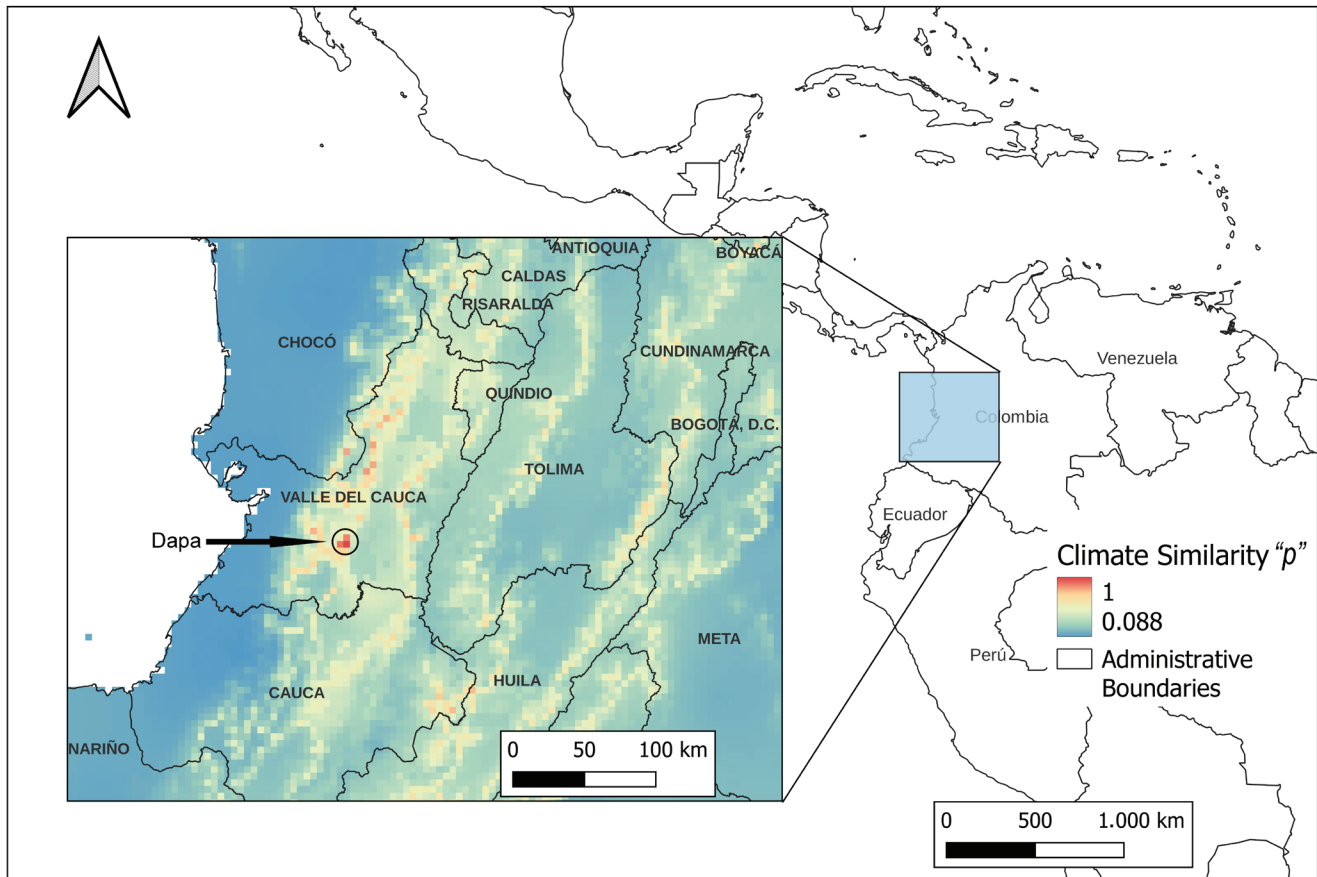 ANTIOQUIA
BOYACÁ
CALDAS
RISARALDA
CHOCÓ
CUNDINAMARCA
QUINDÍO
BOGOTÁ, D.C.
TOLIMA
VALLE DEL CAUCA
Dapa
META
HUILA
CAUCA
NARIÑO
0 50 100 km
Venezuela
Colombia
Ecuador
Perú
Climate Similarity "p"
1
0.088
Administrative
Boundaries
0 500 1.000 km